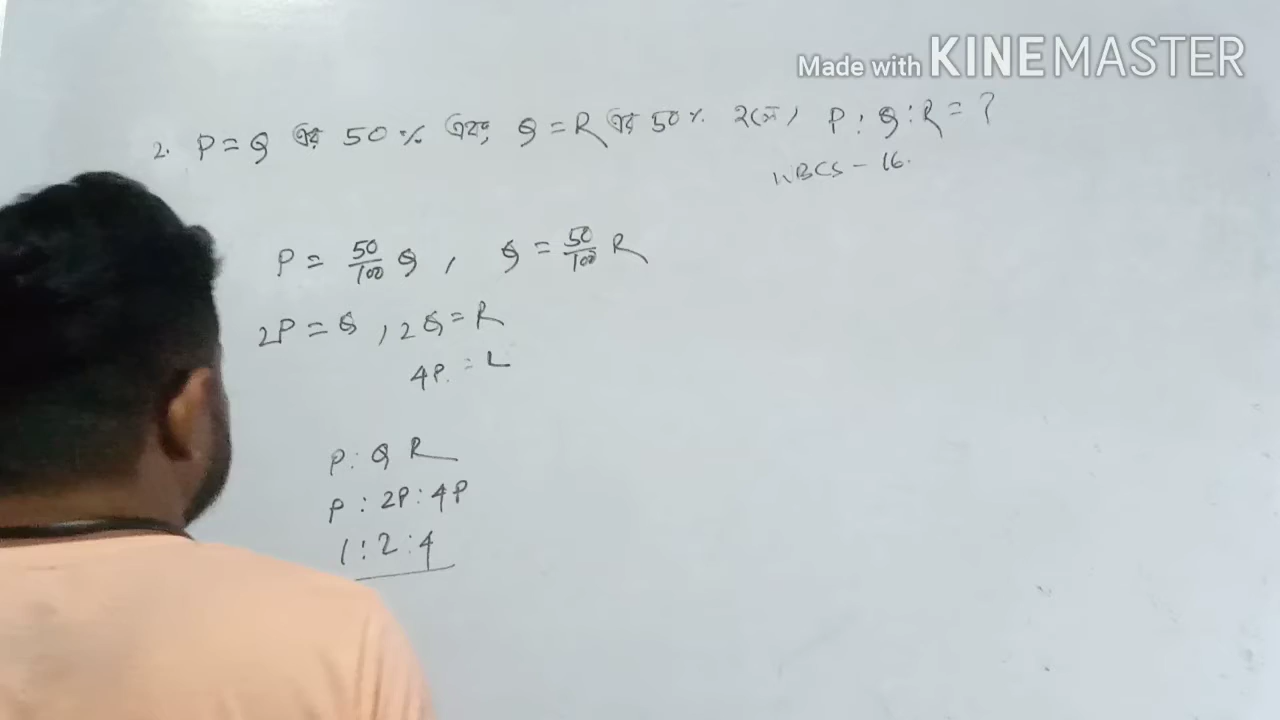 Made with KINEMASTER
2. P = Q এর 50% এবং Q = R এর 50% হলে, P : Q : R = ?
WBCS - 16.
P = 50/100 Q , Q = 50/100 R
2P = Q , 2Q = R
4P. = L
P : Q R
P : 2P : 4P
1 : 2 : 4